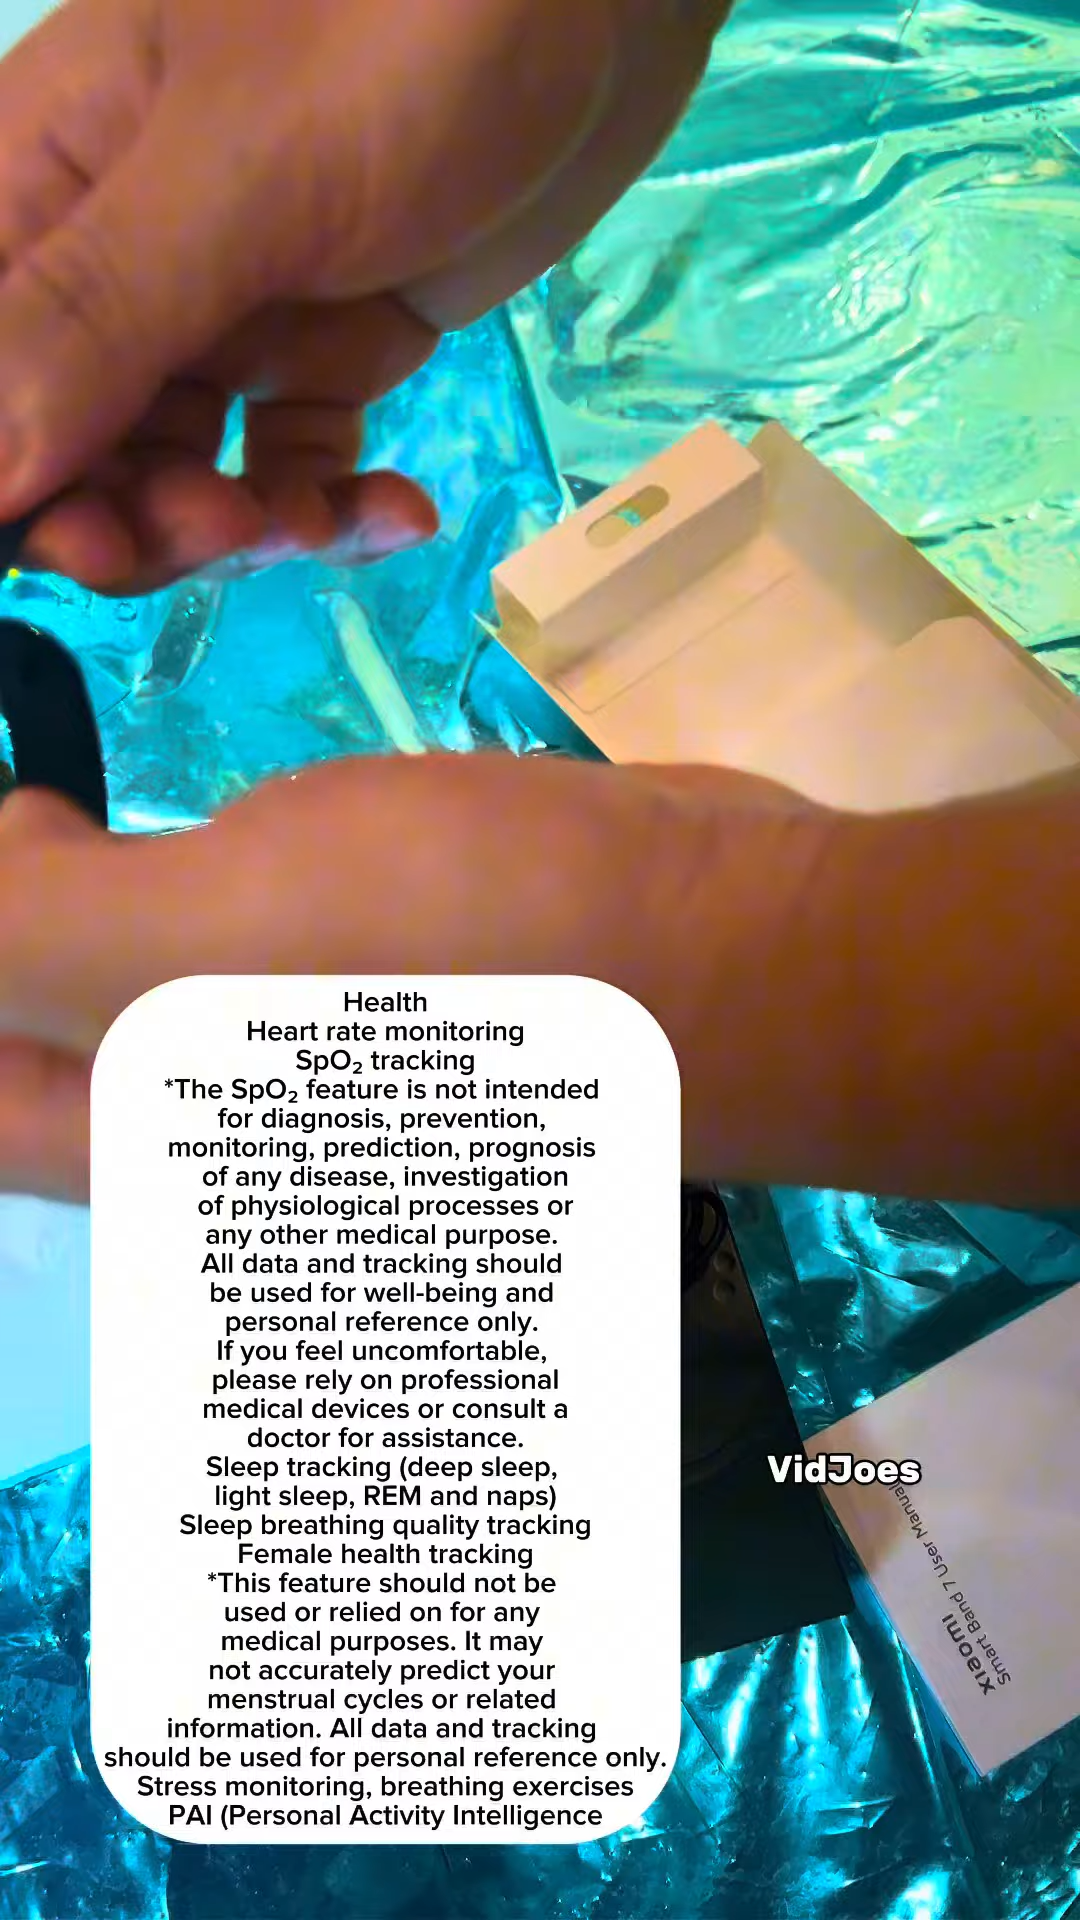 Health
Heart rate monitoring
SpO₂ tracking
*The SpO₂ feature is not intended
for diagnosis, prevention,
monitoring, prediction, prognosis
of any disease, investigation
of physiological processes or
any other medical purpose.
All data and tracking should
be used for well-being and
personal reference only.
If you feel uncomfortable,
please rely on professional
medical devices or consult a
doctor for assistance.
Sleep tracking (deep sleep,
light sleep, REM and naps)
Sleep breathing quality tracking
Female health tracking
*This feature should not be
used or relied on for any
medical purposes. It may
not accurately predict your
menstrual cycles or related
information. All data and tracking
should be used for personal reference only.
Stress monitoring, breathing exercises
PAI (Personal Activity Intelligence
VidJoes
xiaomi
Smart Band 7 User Manual